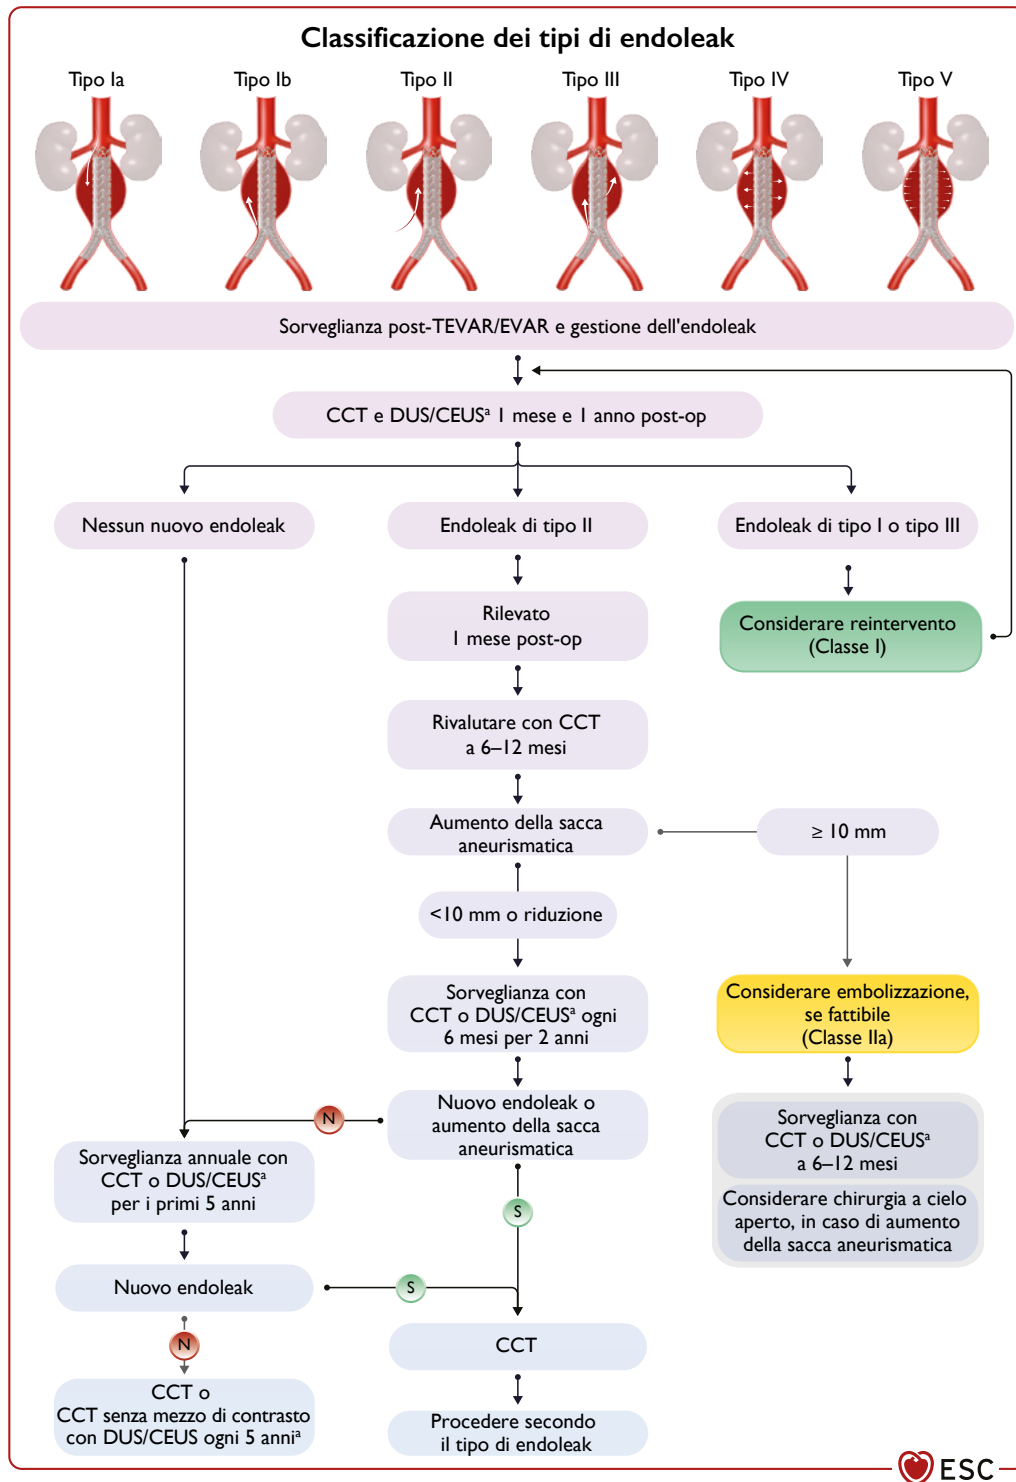 Classificazione dei tipi di endoleak
Tipo Ia
Tipo Ib
Tipo II
Tipo III
Tipo IV
Tipo V
Sorveglianza post-TEVAR/EVAR e gestione dell'endoleak
CCT e DUS/CEUSᵃ 1 mese e 1 anno post-op
Nessun nuovo endoleak
Endoleak di tipo II
Endoleak di tipo I o tipo III
Rilevato
1 mese post-op
Considerare reintervento
(Classe I)
Rivalutare con CCT
a 6–12 mesi
Aumento della sacca
aneurismatica
≥ 10 mm
<10 mm o riduzione
Sorveglianza con
CCT o DUS/CEUSᵃ ogni
6 mesi per 2 anni
Considerare embolizzazione,
se fattibile
(Classe IIa)
Nuovo endoleak o
aumento della sacca
aneurismatica
N
Sorveglianza con
CCT o DUS/CEUSᵃ
a 6–12 mesi
Considerare chirurgia a cielo
aperto, in caso di aumento
della sacca aneurismatica
Sorveglianza annuale con
CCT o DUS/CEUSᵃ
per i primi 5 anni
S
Nuovo endoleak
S
N
CCT
CCT o
CCT senza mezzo di contrasto
con DUS/CEUS ogni 5 anniᵃ
Procedere secondo
il tipo di endoleak
ESC